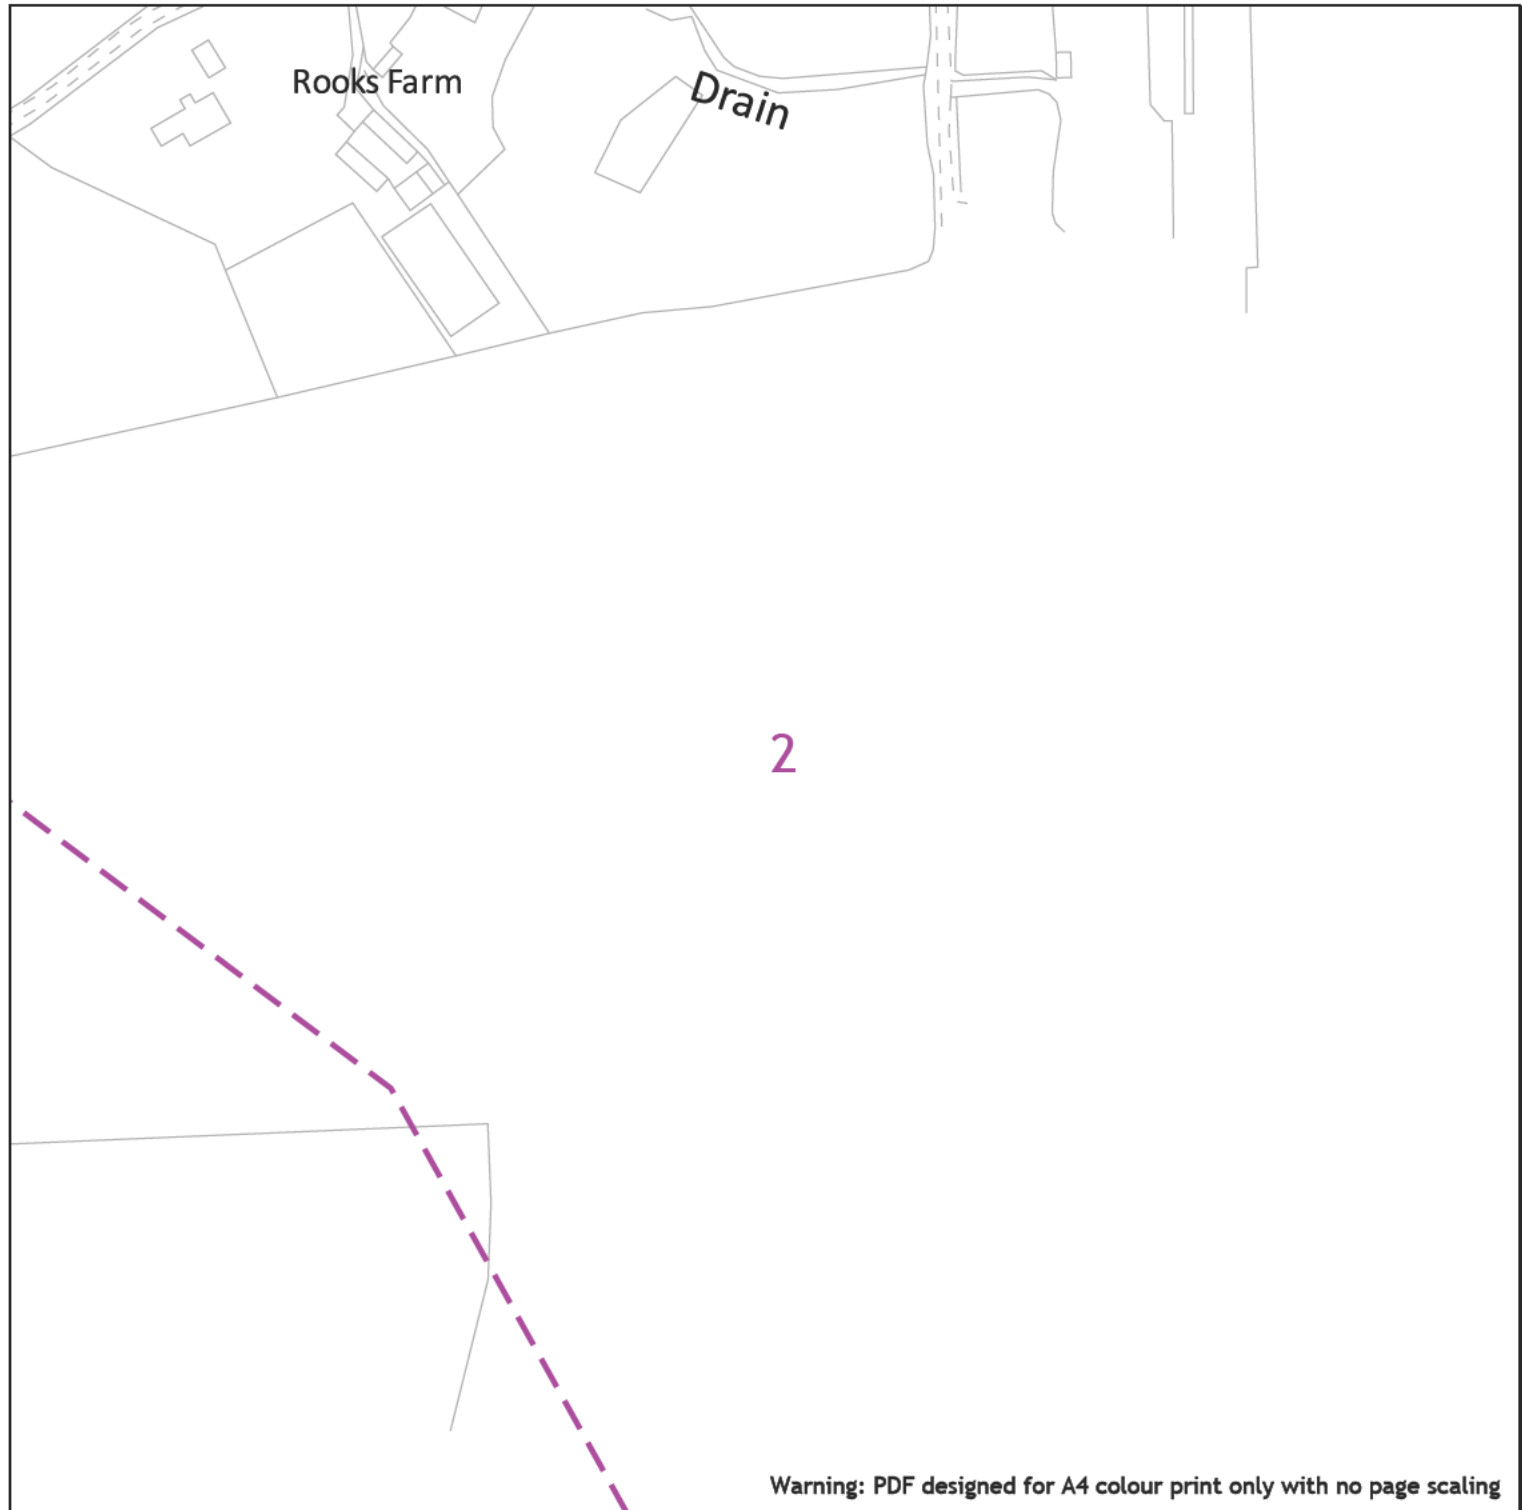 Rooks Farm
Drain
2
Warning: PDF designed for A4 colour print only with no page scaling